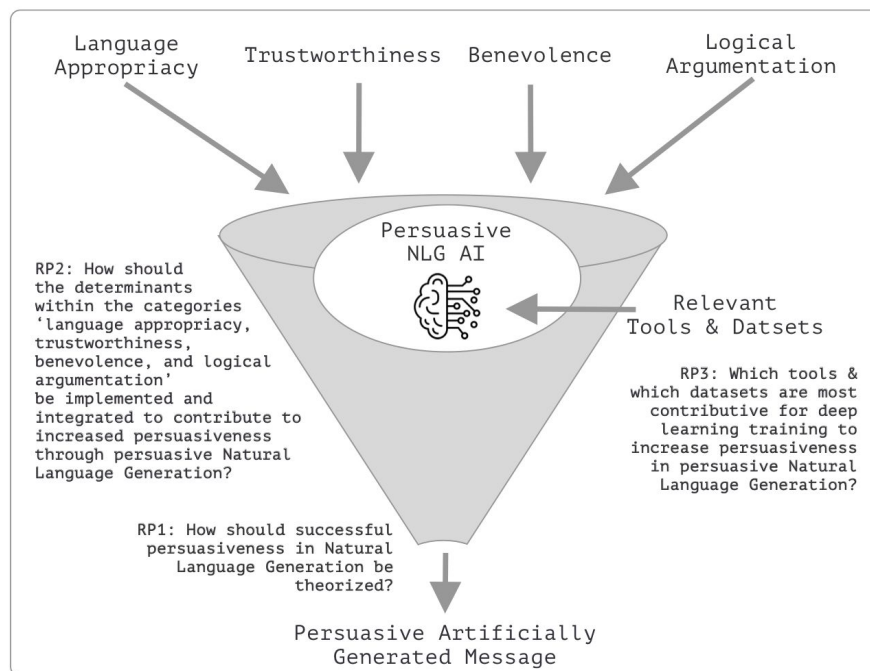 Language
Appropriacy
Trustworthiness
Benevolence
Logical
Argumentation
Persuasive
NLG AI
RP2: How should
the determinants
within the categories
‘language appropriacy,
trustworthiness,
benevolence, and logical
argumentation’
be implemented and
integrated to contribute to
increased persuasiveness
through persuasive Natural
Language Generation?
Relevant
Tools & Datsets
RP3: Which tools &
which datasets are most
contributive for deep
learning training to
increase persuasiveness
in persuasive Natural
Language Generation?
RP1: How should successful
persuasiveness in Natural
Language Generation be
theorized?
Persuasive Artificially
Generated Message